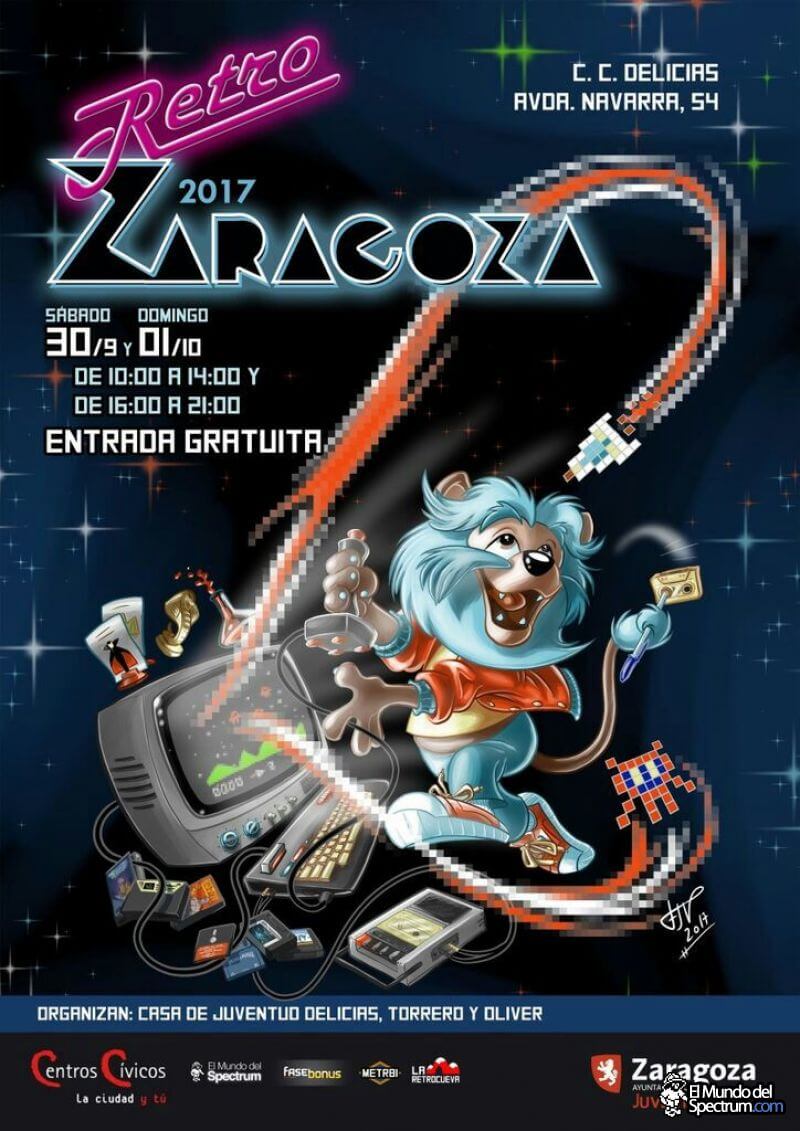 Retro
C. C. DELICIAS
AVDA. NAVARRA, 54
2017
ZARAGOZA
SÁBADO DOMINGO
30/9 Y 01/10
DE 10:00 A 14:00 Y
DE 16:00 A 21:00
ENTRADA GRATUITA
2017
ORGANIZAN: CASA DE JUVENTUD DELICIAS, TORRERO Y OLIVER
Centros Cívicos
La ciudad y tú
El Mundo del
Spectrum
FASEBONUS
METRBI
LA
RETROCUEVA
Zaragoza
El Mundo del
Spectrum.com